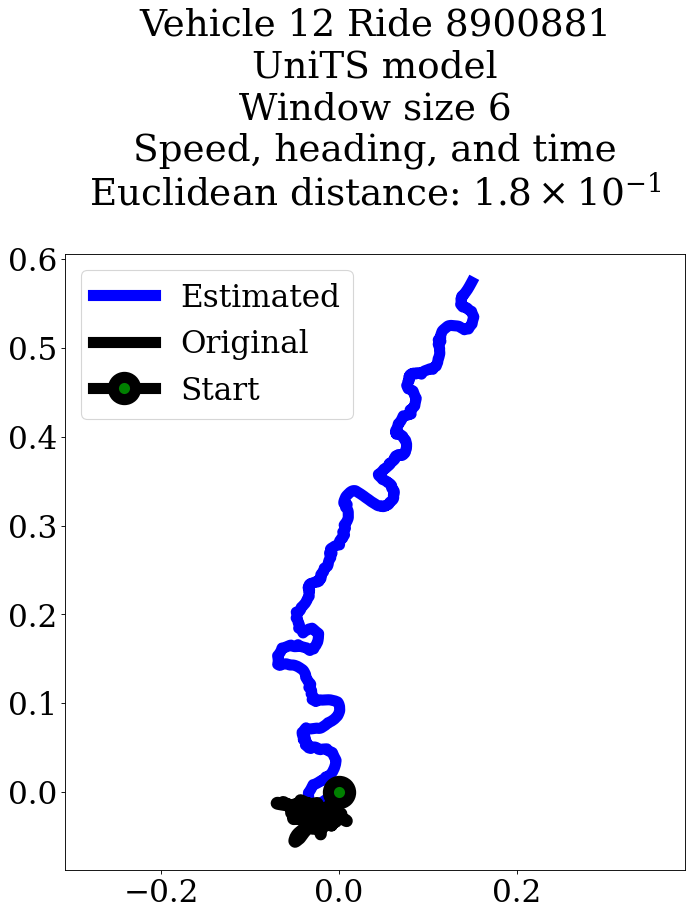 Vehicle 12 Ride 8900881
UniTS model
Window size 6
Speed, heading, and time
Euclidean distance: 1.8 × 10⁻¹
0.6
Estimated
0.5
Original
Start
0.4
0.3
0.2
0.1
0.0
−0.2
0.0
0.2